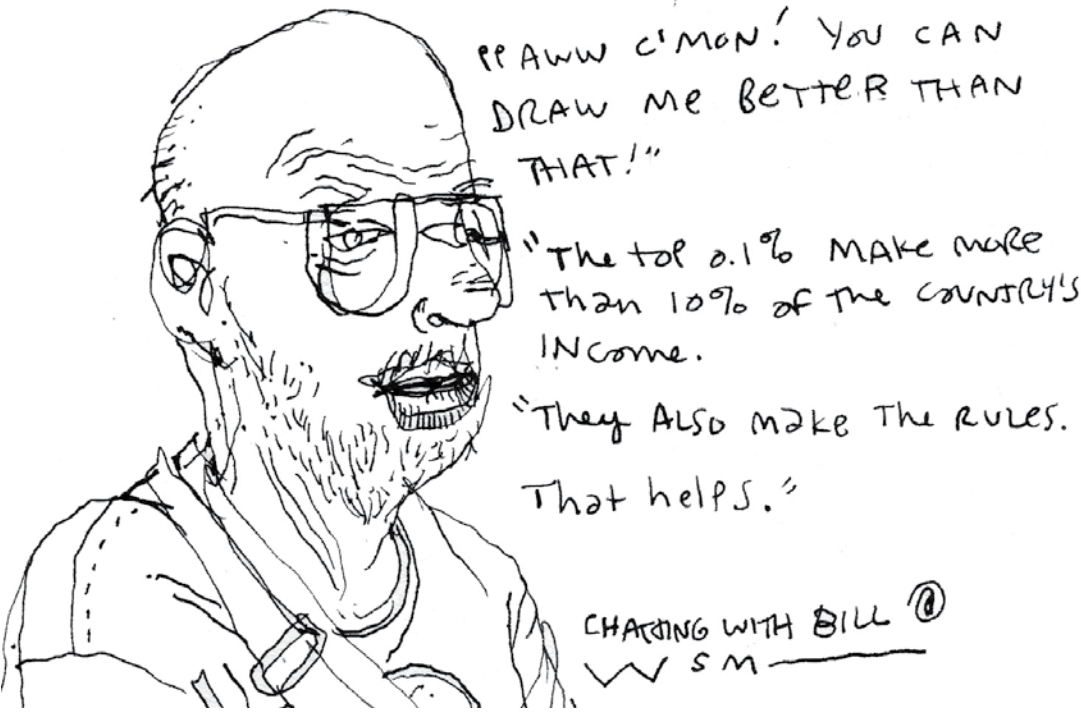 "AWW C'MON! YOU CAN
DRAW Me BeTTeR THAN
THAT!"
"The top 0.1% MAKE MORE
Than 10% of The COUNTRY'S
INCome.
"They ALSO Make The RULES.
That helps."
CHATTING WITH BILL @
WSM